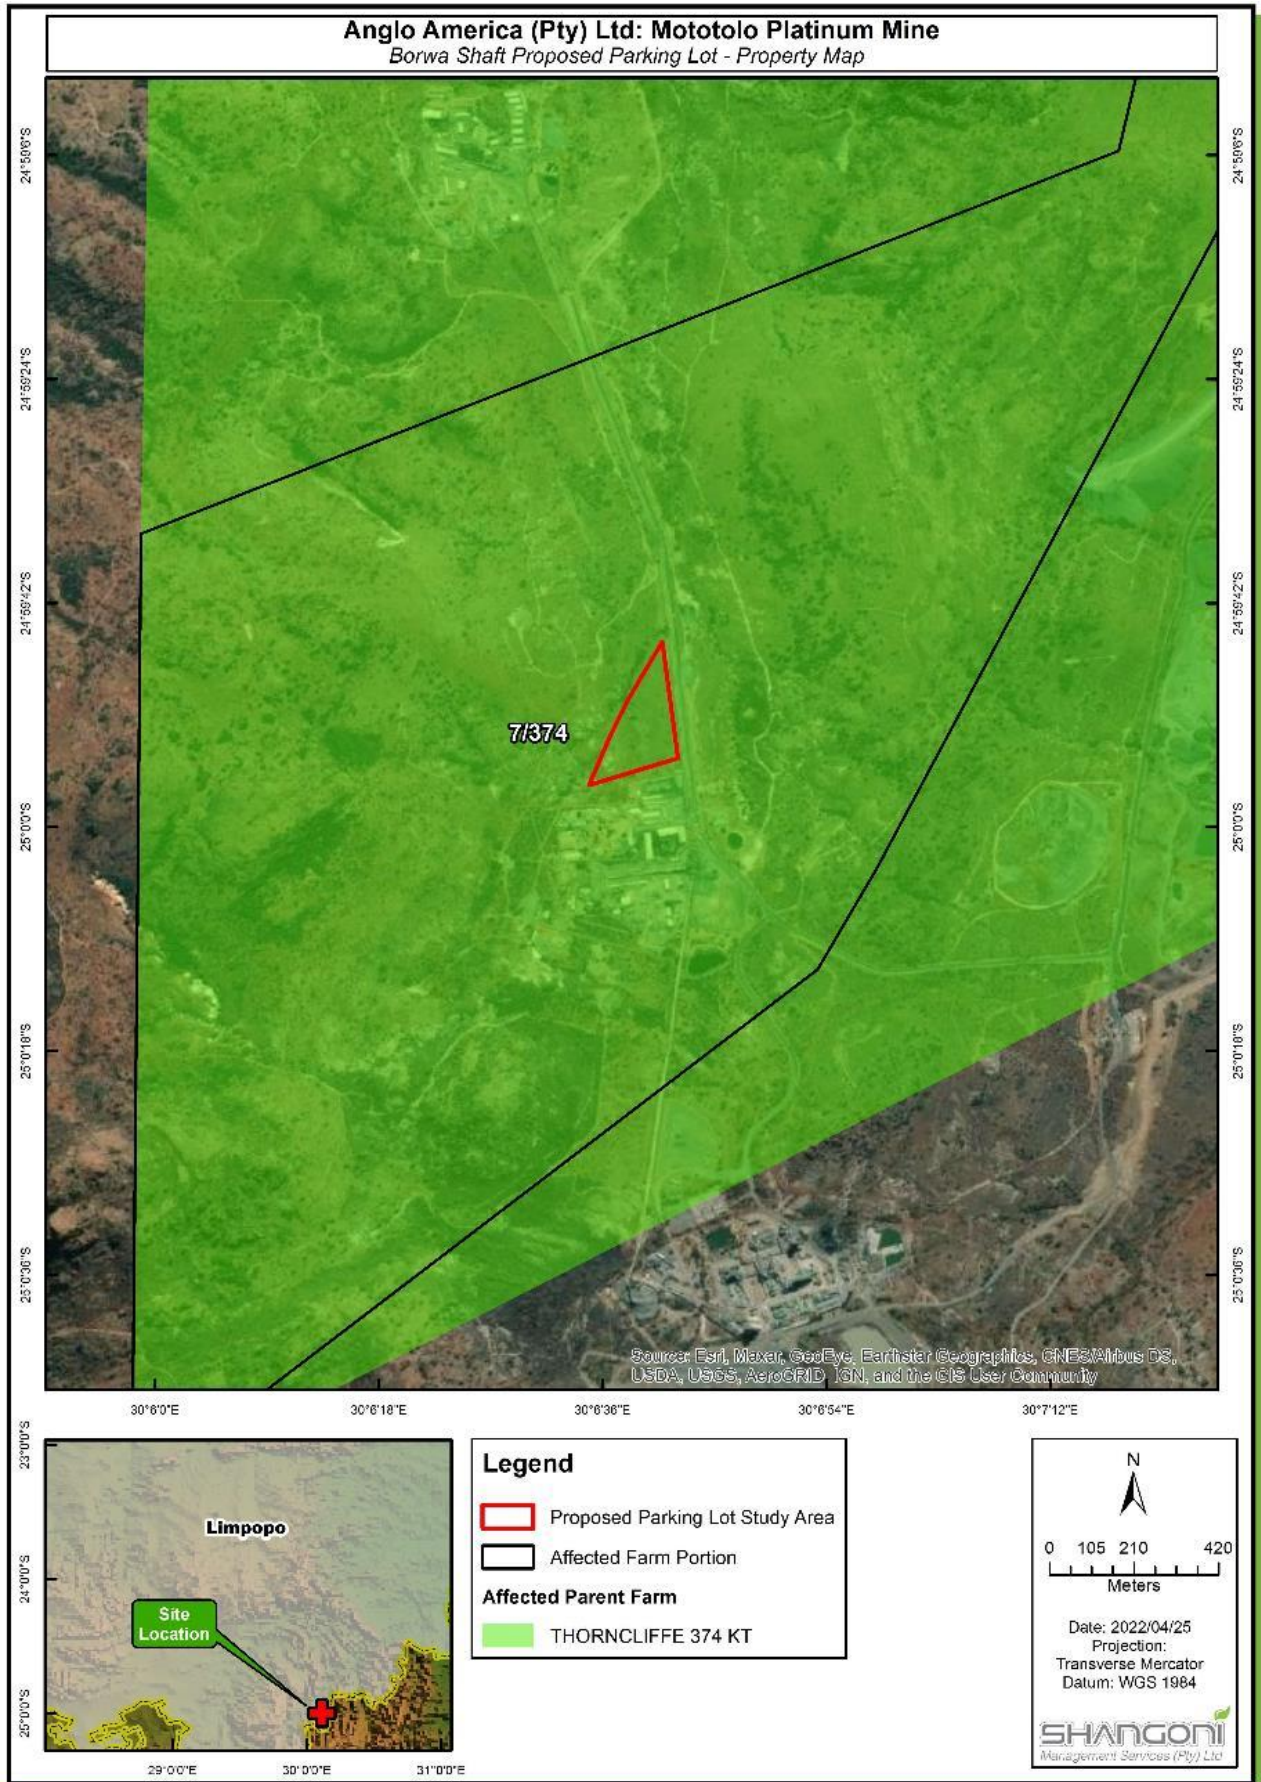 Anglo America (Pty) Ltd: Mototolo Platinum Mine
Borwa Shaft Proposed Parking Lot - Property Map
24°59'6"S
24°59'6"S
24°59'24"S
24°59'24"S
24°59'42"S
24°59'42"S
7/374
25°0'0"S
25°0'0"S
25°0'18"S
25°0'18"S
25°0'36"S
25°0'36"S
Source: Esri, Maxar, GeoEye, Earthstar Geographics, CNES/Airbus DS,
USDA, USGS, AeroGRID, IGN, and the GIS User Community
30°6'0"E
30°6'18"E
30°6'36"E
30°6'54"E
30°7'12"E
23°0'0"S
24°0'0"S
25°0'0"S
Limpopo
Site
Location
29°0'0"E
30°0'0"E
31°0'0"E
Legend
Proposed Parking Lot Study Area
Affected Farm Portion
Affected Parent Farm
THORNCLIFFE 374 KT
N
0 105 210 420
Meters
Date: 2022/04/25
Projection:
Transverse Mercator
Datum: WGS 1984
SHANGONI
Management Services (Pty) Ltd